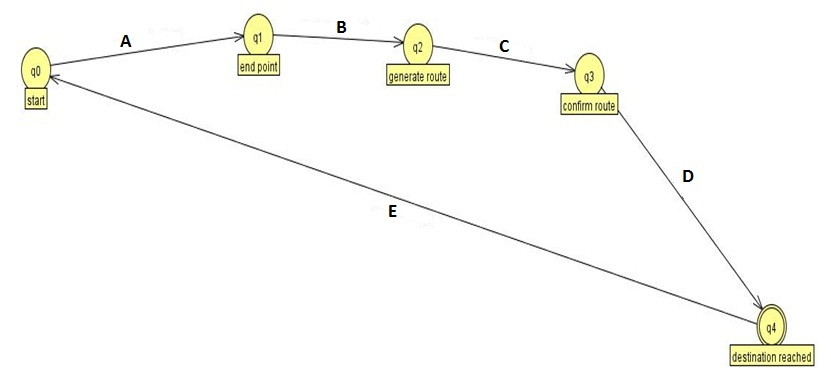 A
B
C
q0
start
q1
end point
q2
generate route
q3
confirm route
D
E
q4
destination reached